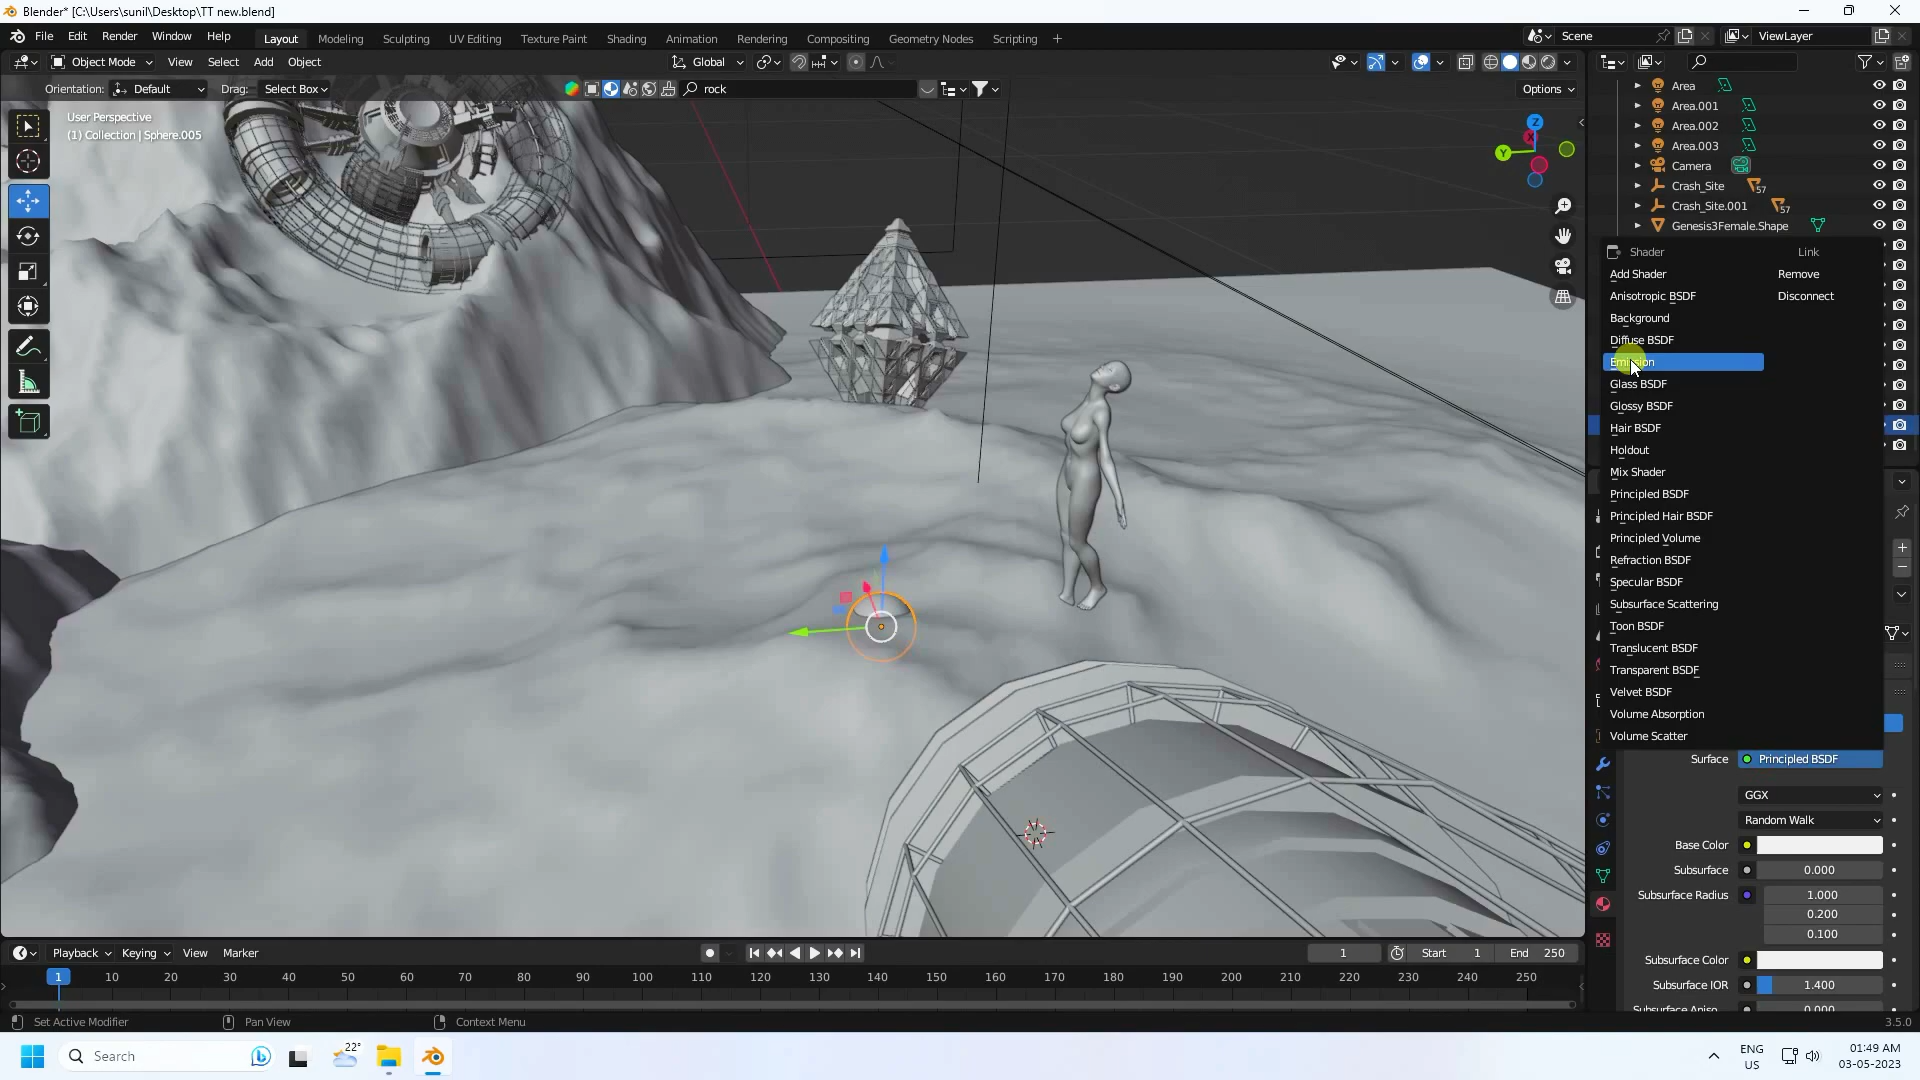 Blender* [C:\Users\sunil\Desktop\TT new.blend]
File Edit Render Window Help
Layout Modeling Sculpting UV Editing Texture Paint Shading Animation Rendering Compositing Geometry Nodes Scripting +
Scene
ViewLayer
Object Mode View Select Add Object
Global
Orientation: Default Drag: Select Box
rock
Options
User Perspective
(1) Collection | Sphere.005
Z
X
Y
Area
Area.001
Area.002
Area.003
Camera
Crash_Site 57
Crash_Site.001 57
Genesis3Female.Shape
Shader Link
Add Shader Remove
Anisotropic BSDF Disconnect
Background
Diffuse BSDF
Emission
Glass BSDF
Glossy BSDF
Hair BSDF
Holdout
Mix Shader
Principled BSDF
Principled Hair BSDF
Principled Volume
Refraction BSDF
Specular BSDF
Subsurface Scattering
Toon BSDF
Translucent BSDF
Transparent BSDF
Velvet BSDF
Volume Absorption
Volume Scatter
Surface Principled BSDF
GGX
Random Walk
Base Color
Subsurface 0.000
Subsurface Radius 1.000
0.200
0.100
Subsurface Color
Subsurface IOR 1.400
Subsurface Aniso... 0.000
Playback Keying View Marker
1 Start 1 End 250
1 10 20 30 40 50 60 70 80 90 100 110 120 130 140 150 160 170 180 190 200 210 220 230 240 250
Set Active Modifier Pan View Context Menu
3.5.0
Search
22°
ENG
US
01:49 AM
03-05-2023